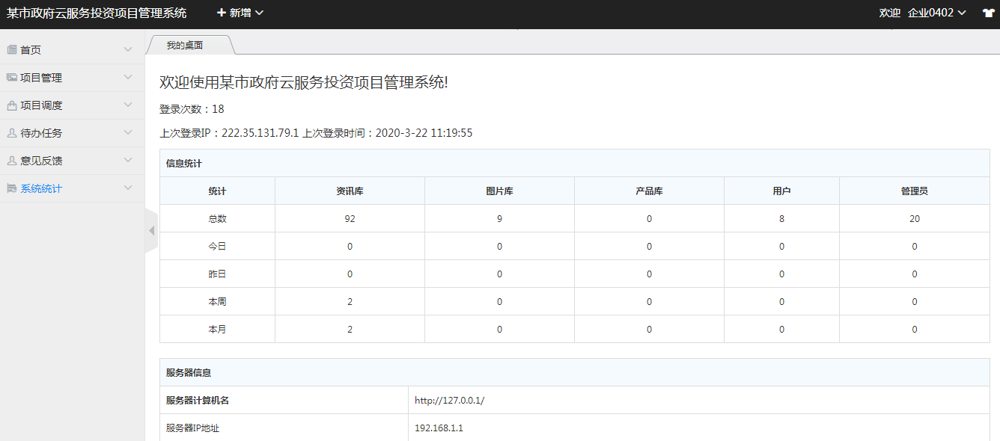 某市政府云服务投资项目管理系统 新增 欢迎 企业0402
首页
项目管理
项目调度
待办任务
意见反馈
系统统计
我的桌面
欢迎使用某市政府云服务投资项目管理系统!
登录次数：18
上次登录IP：222.35.131.79.1 上次登录时间：2020-3-22 11:19:55
信息统计
统计 资讯库 图片库 产品库 用户 管理员
总数 92 9 0 8 20
今日 0 0 0 0 0
昨日 0 0 0 0 0
本周 2 0 0 0 0
本月 2 0 0 0 0
服务器信息
服务器计算机名 http://127.0.0.1/
服务器IP地址 192.168.1.1